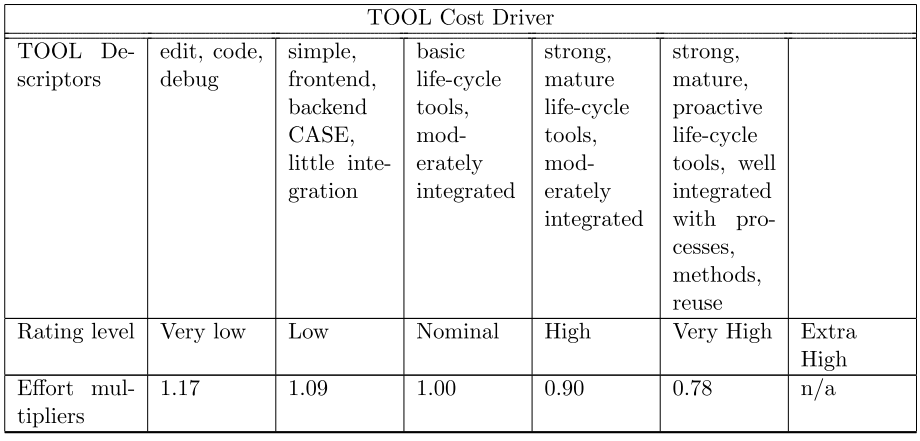 TOOL Cost Driver
TOOL De-
scriptors
edit, code,
debug
simple,
frontend,
backend
CASE,
little inte-
gration
basic
life-cycle
tools,
mod-
erately
integrated
strong,
mature
life-cycle
tools,
mod-
erately
integrated
strong,
mature,
proactive
life-cycle
tools, well
integrated
with pro-
cesses,
methods,
reuse
Rating level
Very low
Low
Nominal
High
Very High
Extra
High
Effort mul-
tipliers
1.17
1.09
1.00
0.90
0.78
n/a